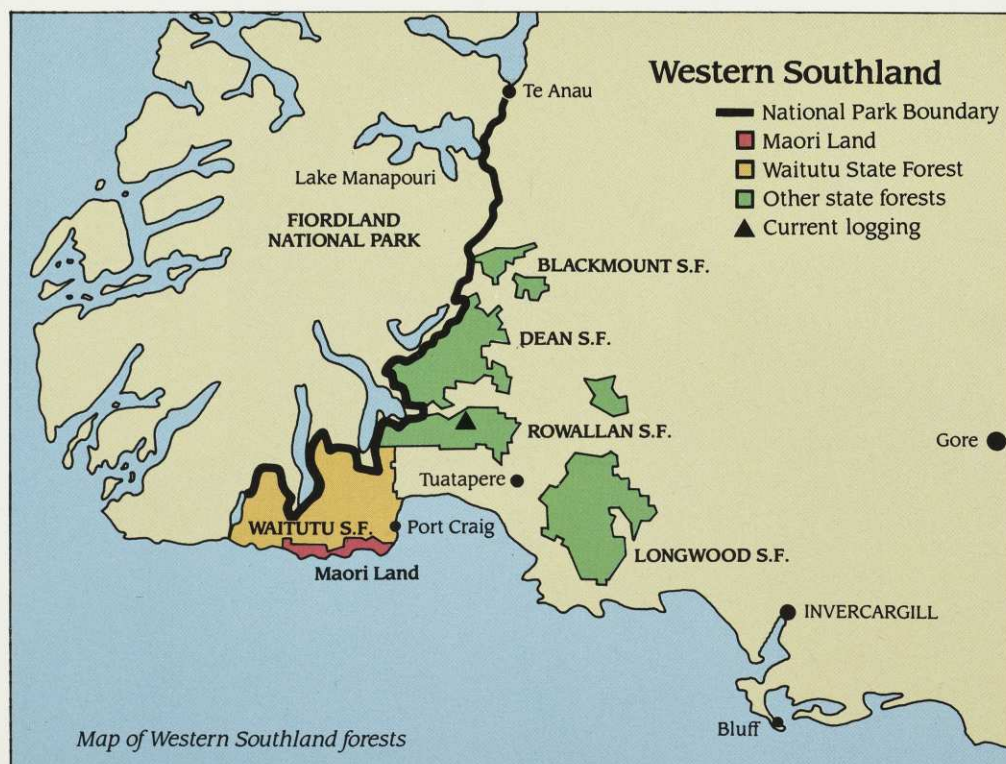 Western Southland
National Park Boundary
Maori Land
Waitutu State Forest
Other state forests
Current logging
Te Anau
Lake Manapouri
FIORDLAND
NATIONAL PARK
BLACKMOUNT S.F.
DEAN S.F.
ROWALLAN S.F.
Gore
Tuatapere
WAITUTU S.F.
Port Craig
Maori Land
LONGWOOD S.F.
INVERCARGILL
Bluff
Map of Western Southland forests